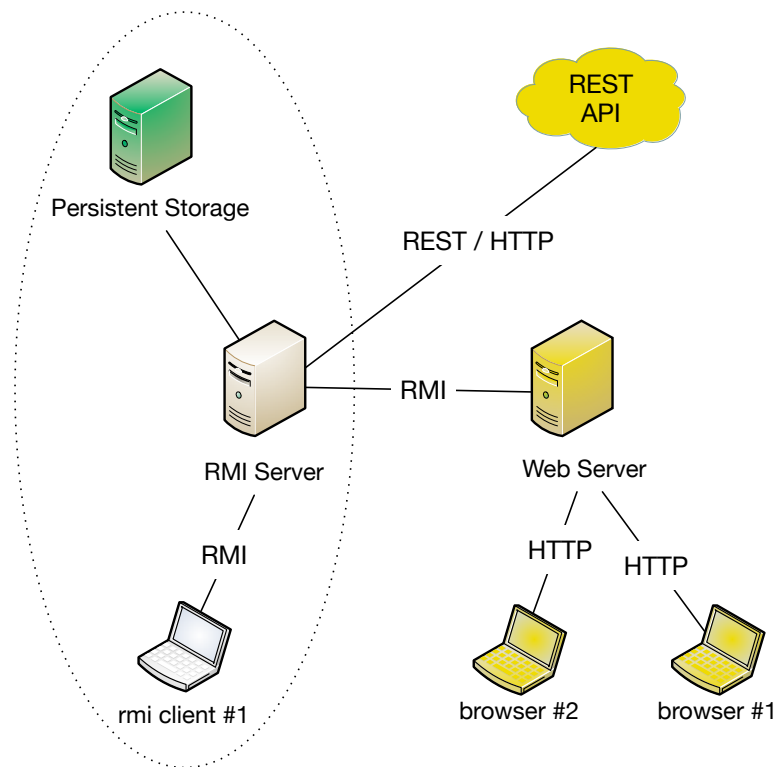 REST
API
Persistent Storage
REST / HTTP
RMI
RMI Server
Web Server
RMI
HTTP
HTTP
rmi client #1
browser #2
browser #1